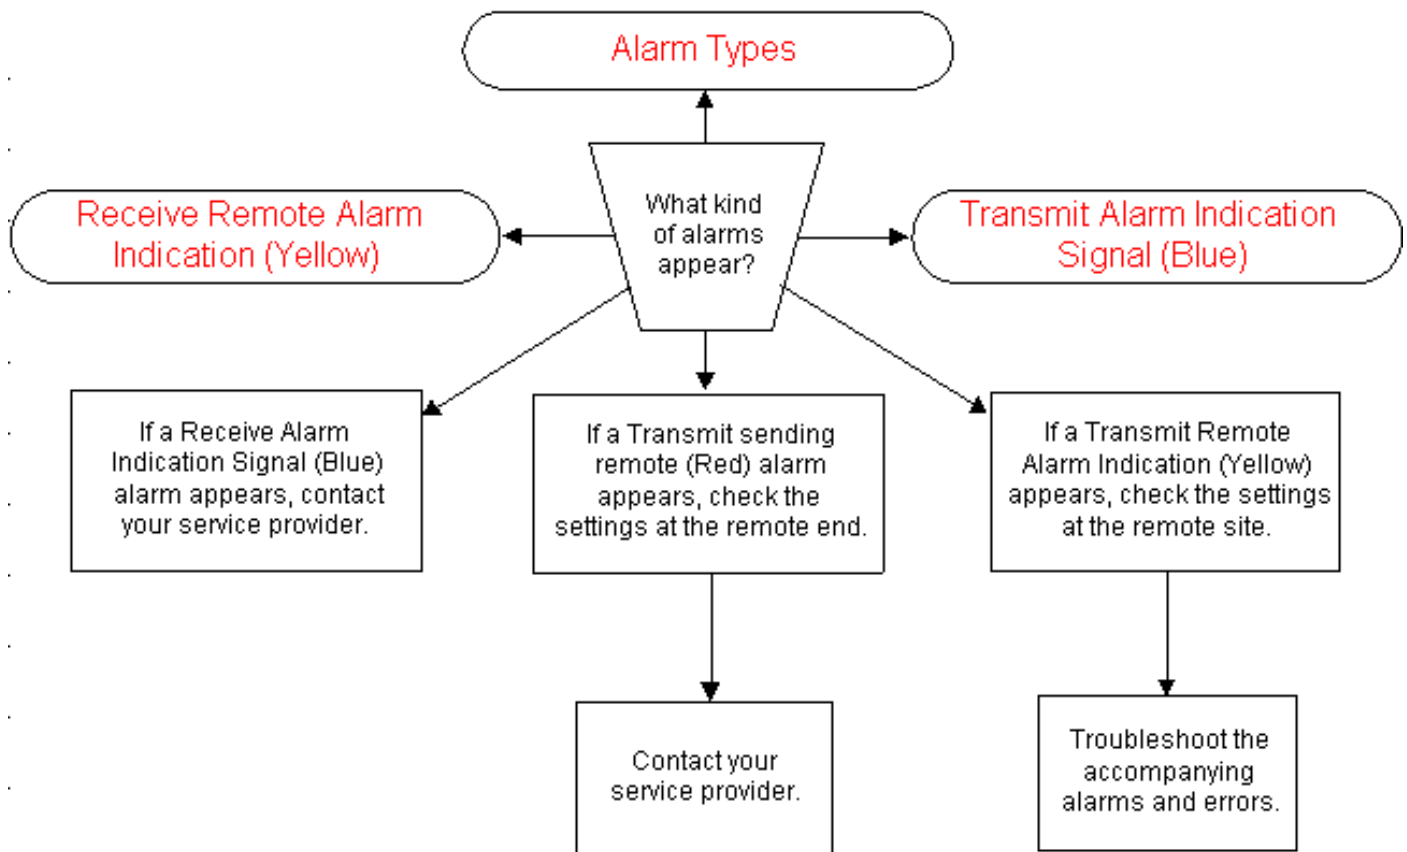 Alarm Types
What kind
of alarms
appear?
Receive Remote Alarm
Indication (Yellow)
Transmit Alarm Indication
Signal (Blue)
If a Receive Alarm
Indication Signal (Blue)
alarm appears, contact
your service provider.
If a Transmit sending
remote (Red) alarm
appears, check the
settings at the remote end.
If a Transmit Remote
Alarm Indication (Yellow)
appears, check the settings
at the remote site.
Contact your
service provider.
Troubleshoot the
accompanying
alarms and errors.